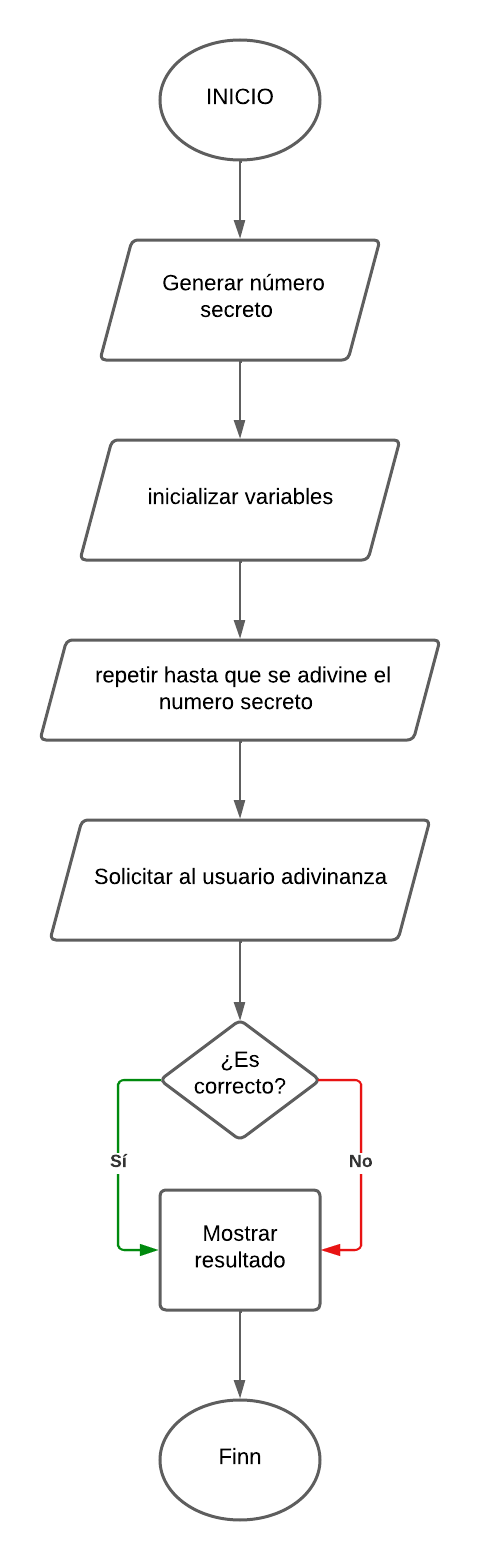 INICIO
Generar número
secreto
inicializar variables
repetir hasta que se adivine el
numero secreto
Solicitar al usuario adivinanza
¿Es
correcto?
Sí
No
Mostrar
resultado
Finn